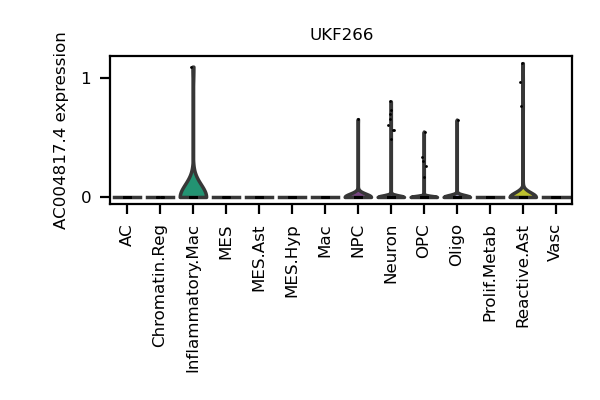 UKF266
AC004817.4 expression
1
0
AC
Chromatin.Reg
Inflammatory.Mac
MES
MES.Ast
MES.Hyp
Mac
NPC
Neuron
OPC
Oligo
Prolif.Metab
Reactive.Ast
Vasc